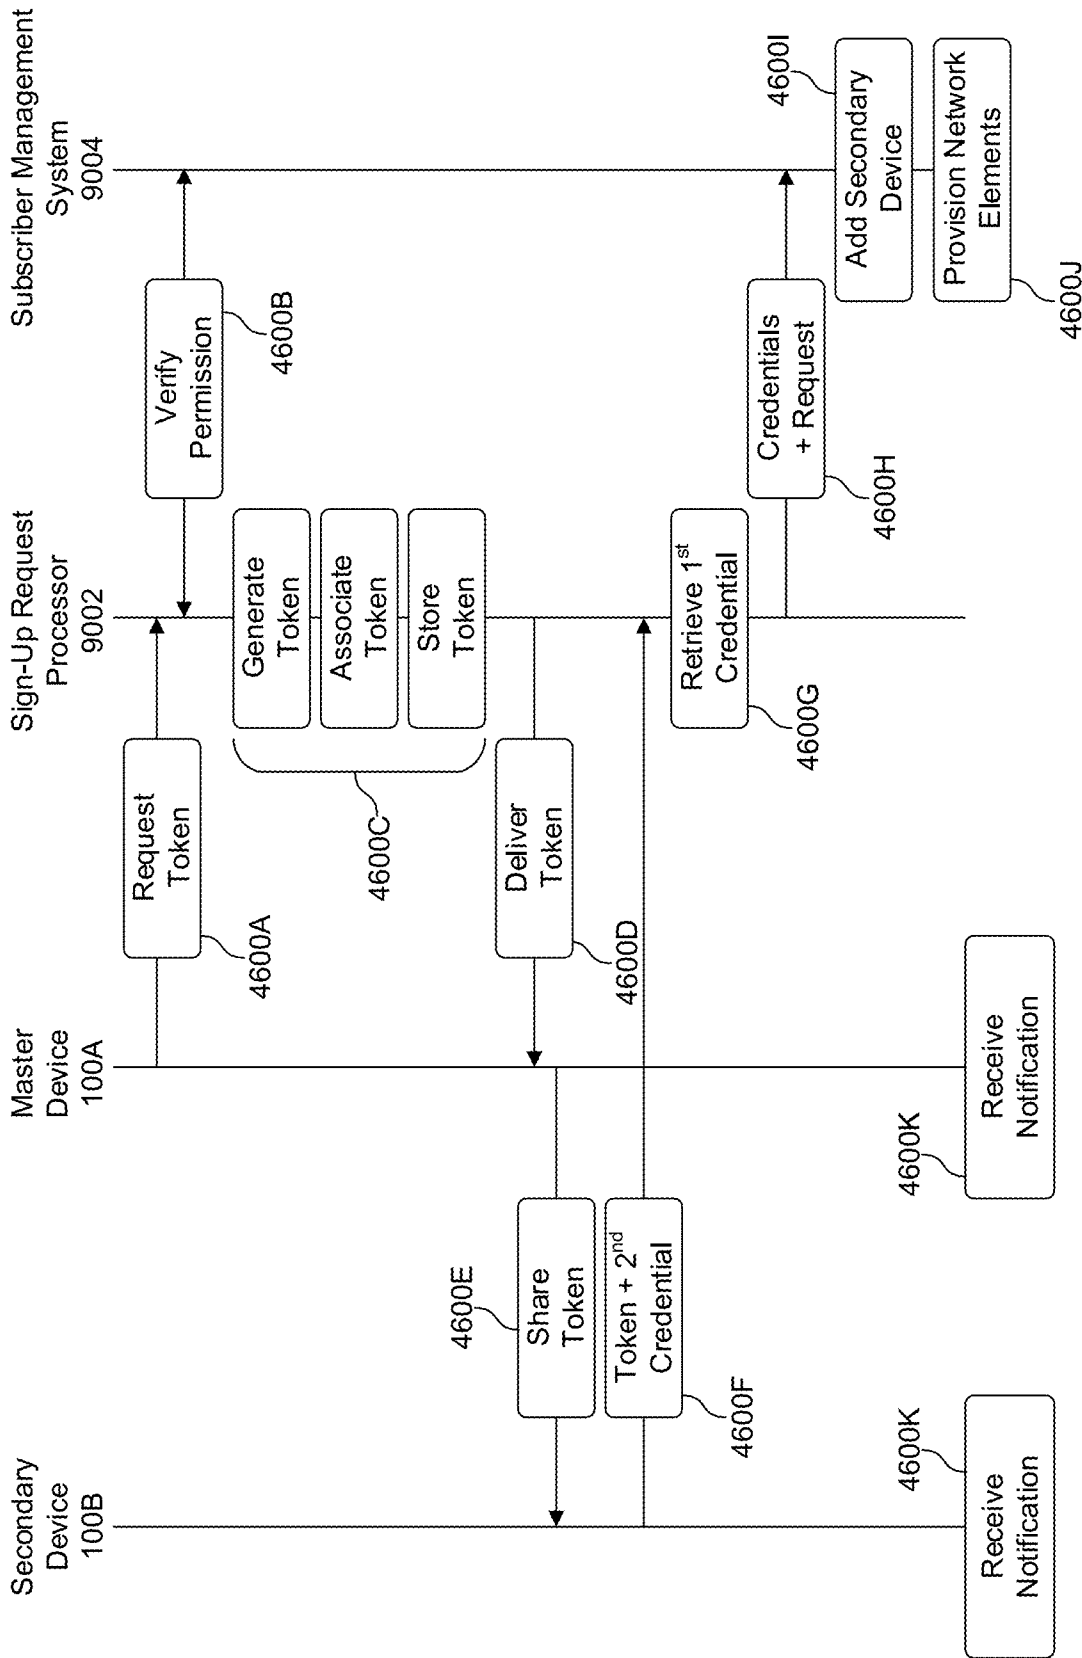 Secondary
Device
100B
Master
Device
100A
Sign-Up Request
Processor
9002
Subscriber Management
System
9004
Request
Token
4600A
Verify
Permission
4600B
Generate
Token
Associate
Token
Store
Token
4600C
Deliver
Token
4600D
Share
Token
4600E
Token + 2nd
Credential
4600F
Retrieve 1st
Credential
4600G
Credentials
+ Request
4600H
Add Secondary
Device
4600I
Provision Network
Elements
4600J
Receive
Notification
4600K
Receive
Notification
4600K